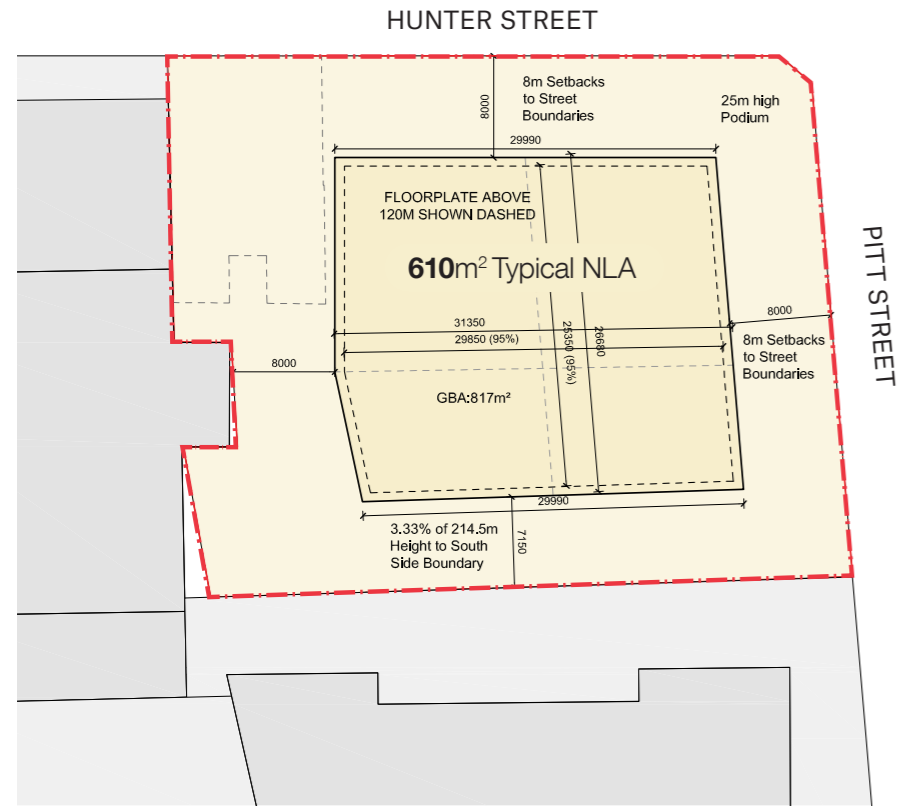 HUNTER STREET
8m Setbacks
to Street
Boundaries
8000
25m high
Podium
29990
FLOORPLATE ABOVE
120M SHOWN DASHED
610m² Typical NLA
PITT STREET
31350
29850 (95%)
25350 (95%)
26680
8000
8m Setbacks
to Street
Boundaries
8000
GBA:817m²
29990
3.33% of 214.5m
Height to South
Side Boundary
7150